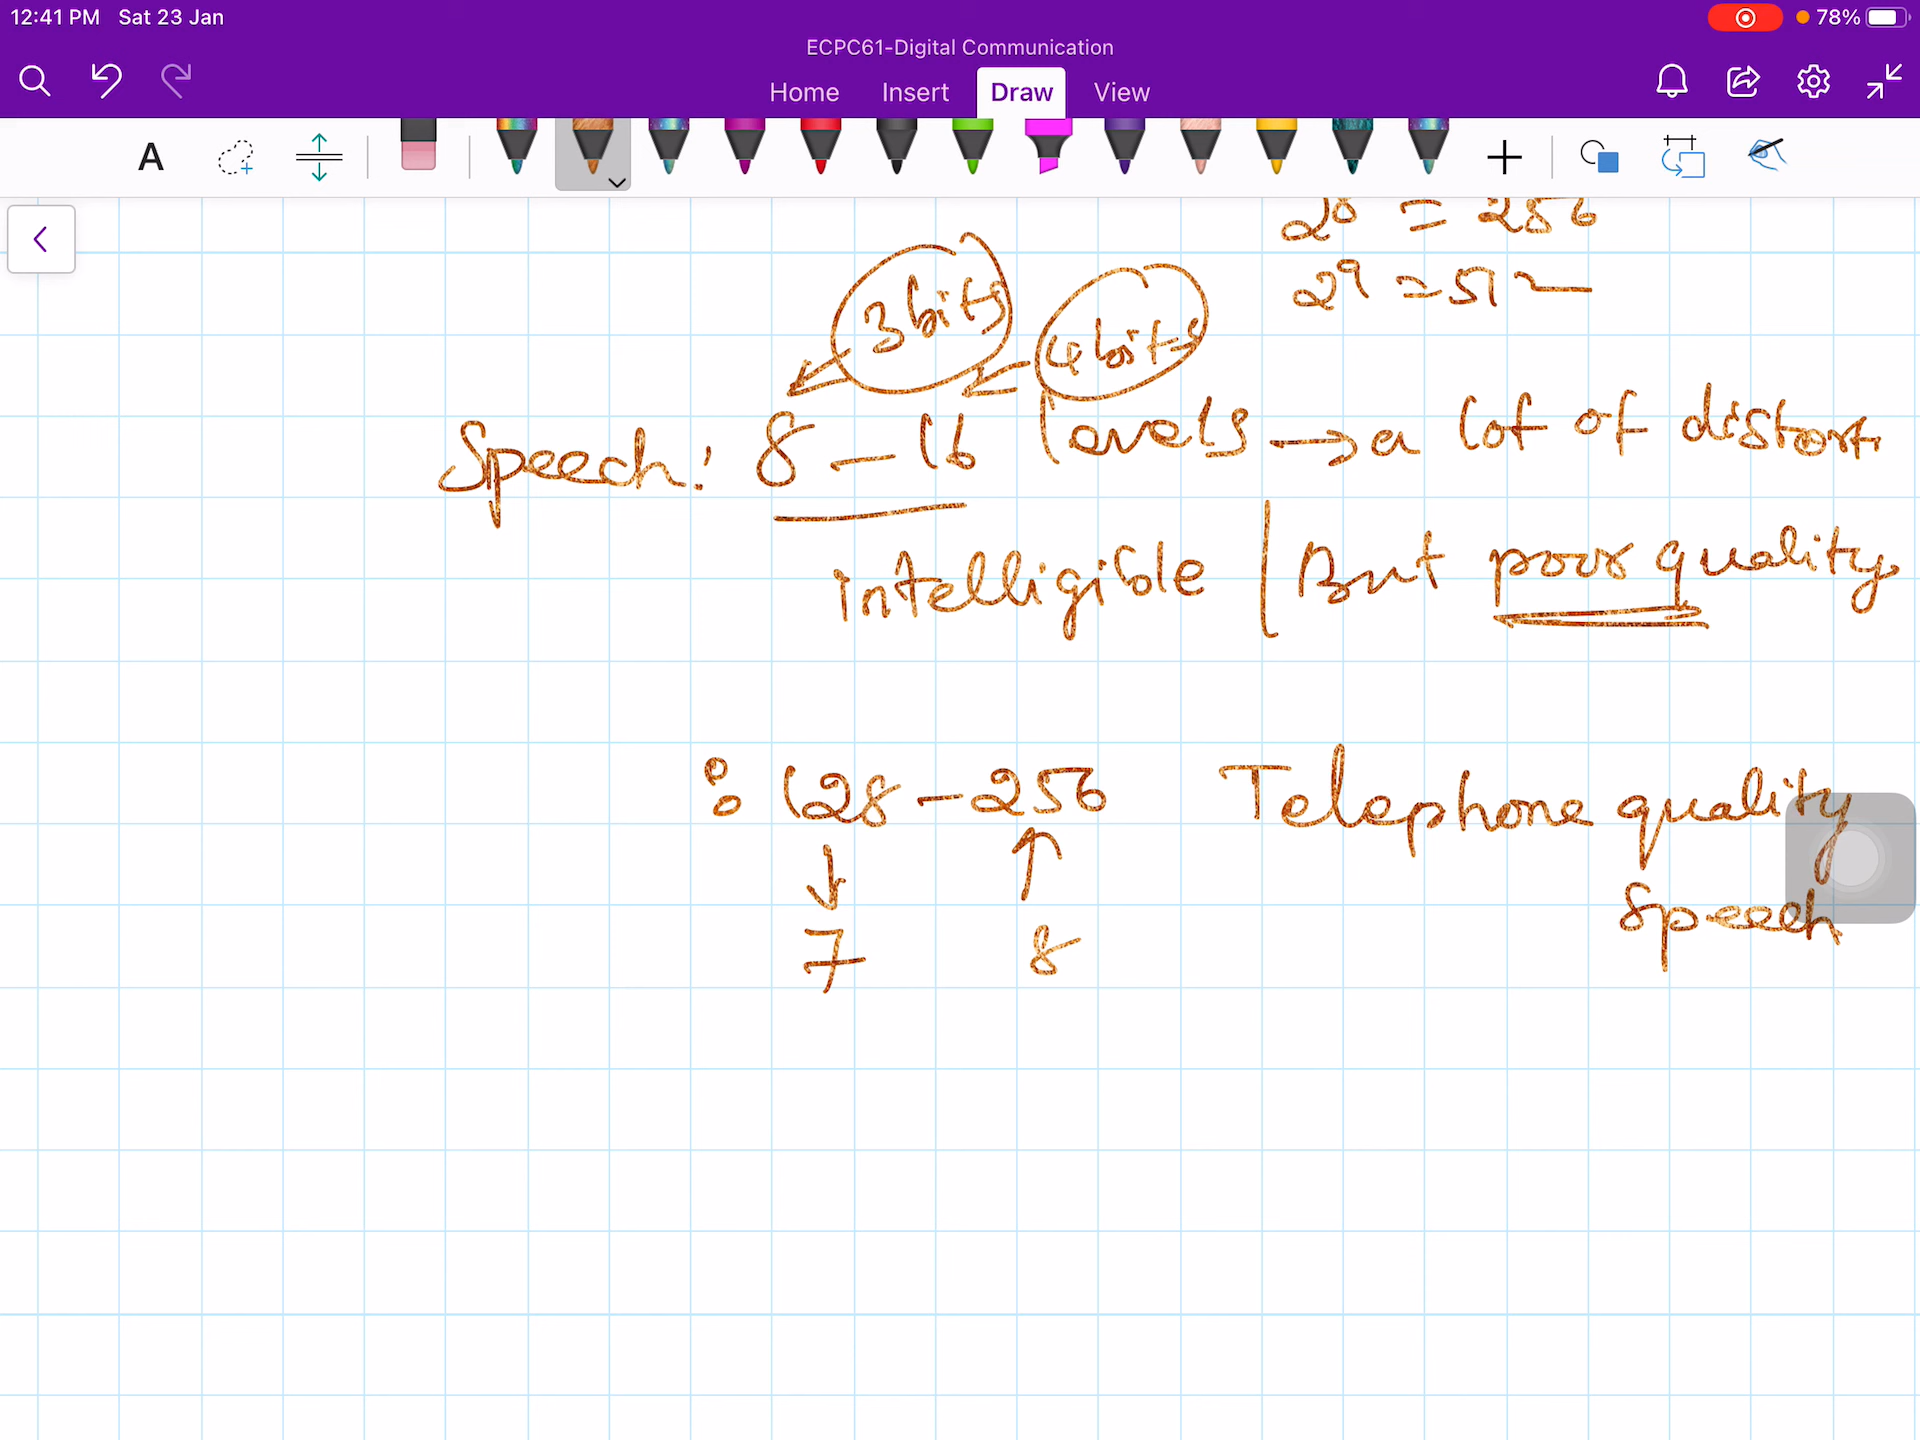 12:41 PM Sat 23 Jan
78%
ECPC61-Digital Communication
Home Insert Draw View
A
2⁸ = 256
2⁹ = 512
3 bits 4 bits
Speech: 8 - 16 levels → a lot of distort.
intelligible | But poor quality.
: 128 - 256 Telephone quality
Speech
7 8